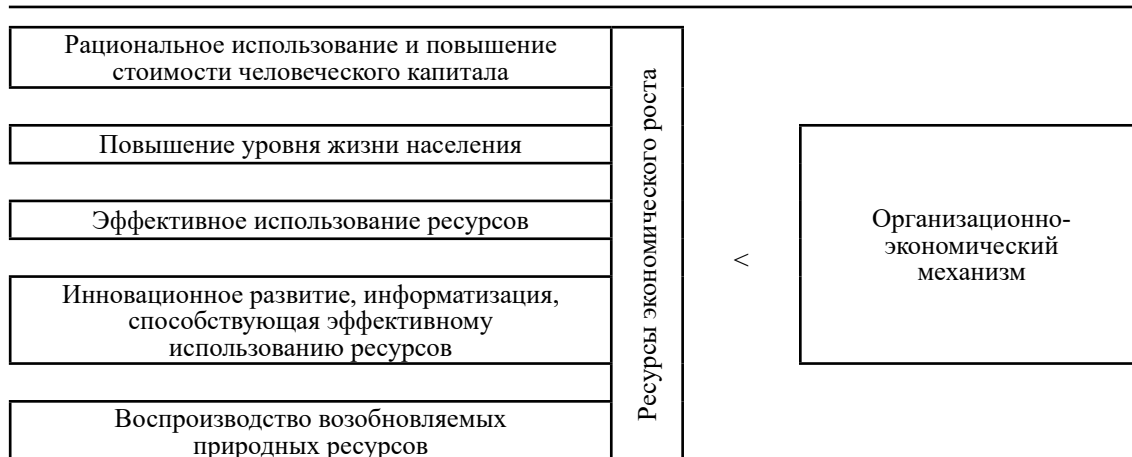 Рациональное использование и повышение
стоимости человеческого капитала
Повышение уровня жизни населения
Эффективное использование ресурсов
Инновационное развитие, информатизация,
способствующая эффективному
использованию ресурсов
Воспроизводство возобновляемых
природных ресурсов
Ресурсы экономического роста
<
Организационно-
экономический
механизм